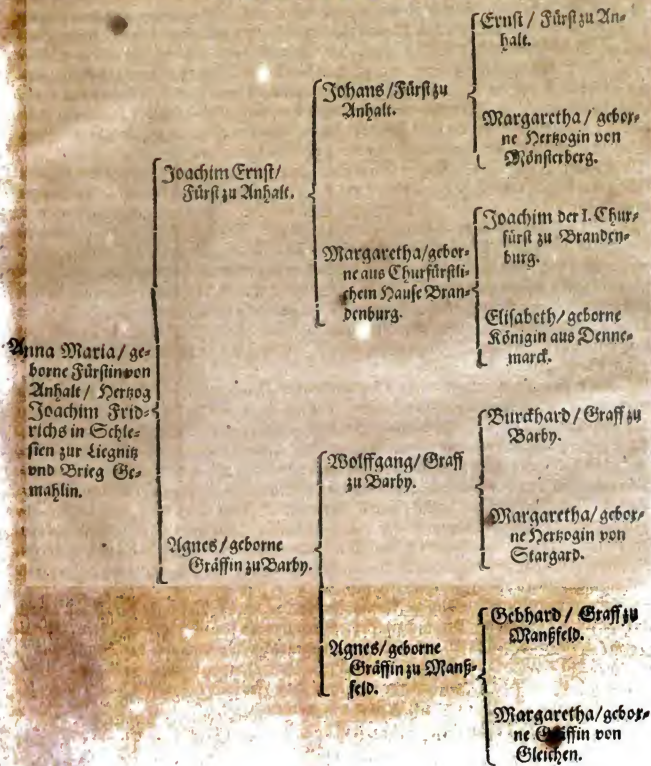 Anna Maria / ge-
borne Fürstin von
Anhalt / Hertzog
Joachim Frid-
richs in Schle-
sien zur Liegnitz
vnd Brieg Ge-
mahlin.
Joachim Ernst /
Fürst zu Anhalt.
Johans / Fürst zu
Anhalt.
Ernst / Fürst zu An-
halt.
Margaretha / gebor-
ne Hertzogin von
Mönsterberg.
Margaretha / gebor-
ne aus Churfürstli-
chem Hause Bran-
denburg.
Joachim der I. Chur-
fürst zu Branden-
burg.
Elisabeth / geborne
Königin aus Denne-
marck.
Agnes / geborne
Gräffin zu Barby.
Wolffgang / Graff
zu Barby.
Burckhard / Graff zu
Barby.
Margaretha / gebor-
ne Hertzogin von
Stargard.
Agnes / geborne
Gräffin zu Manß-
feld.
Gebhard / Graff zu
Manßfeld.
Margaretha / gebor-
ne Gräffin von
Gleichen.